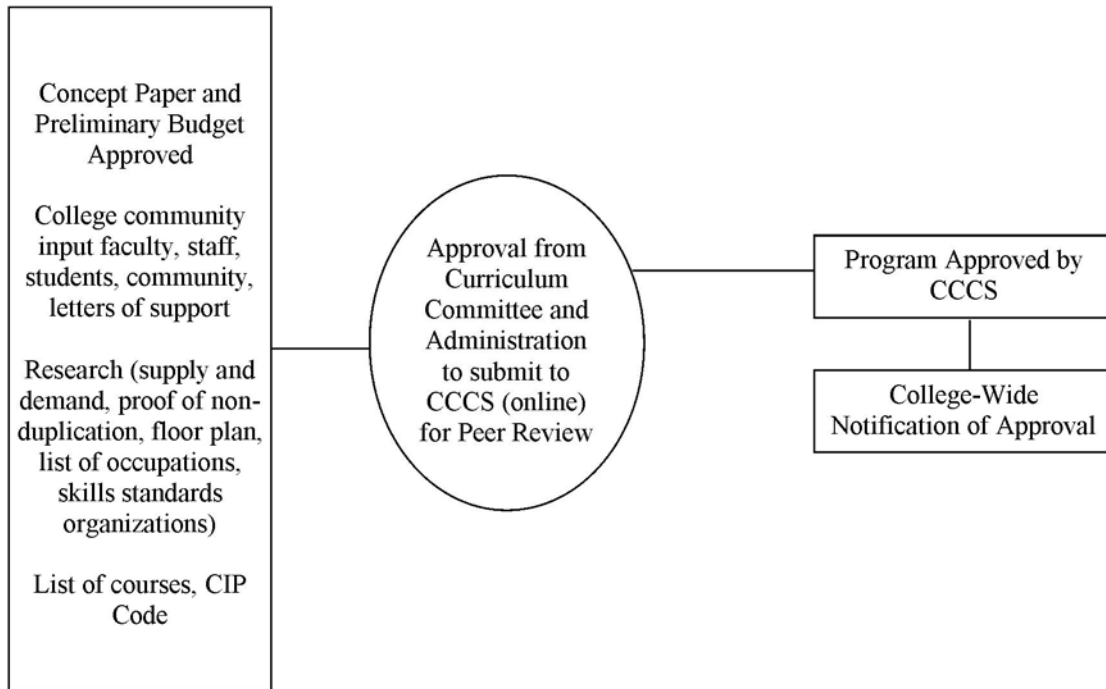 Concept Paper and
Preliminary Budget
Approved
College community
input faculty, staff,
students, community,
letters of support
Research (supply and
demand, proof of non-
duplication, floor plan,
list of occupations,
skills standards
organizations)
List of courses, CIP
Code
Approval from
Curriculum
Committee and
Administration
to submit to
CCCS (online)
for Peer Review
Program Approved by
CCCS
College-Wide
Notification of Approval